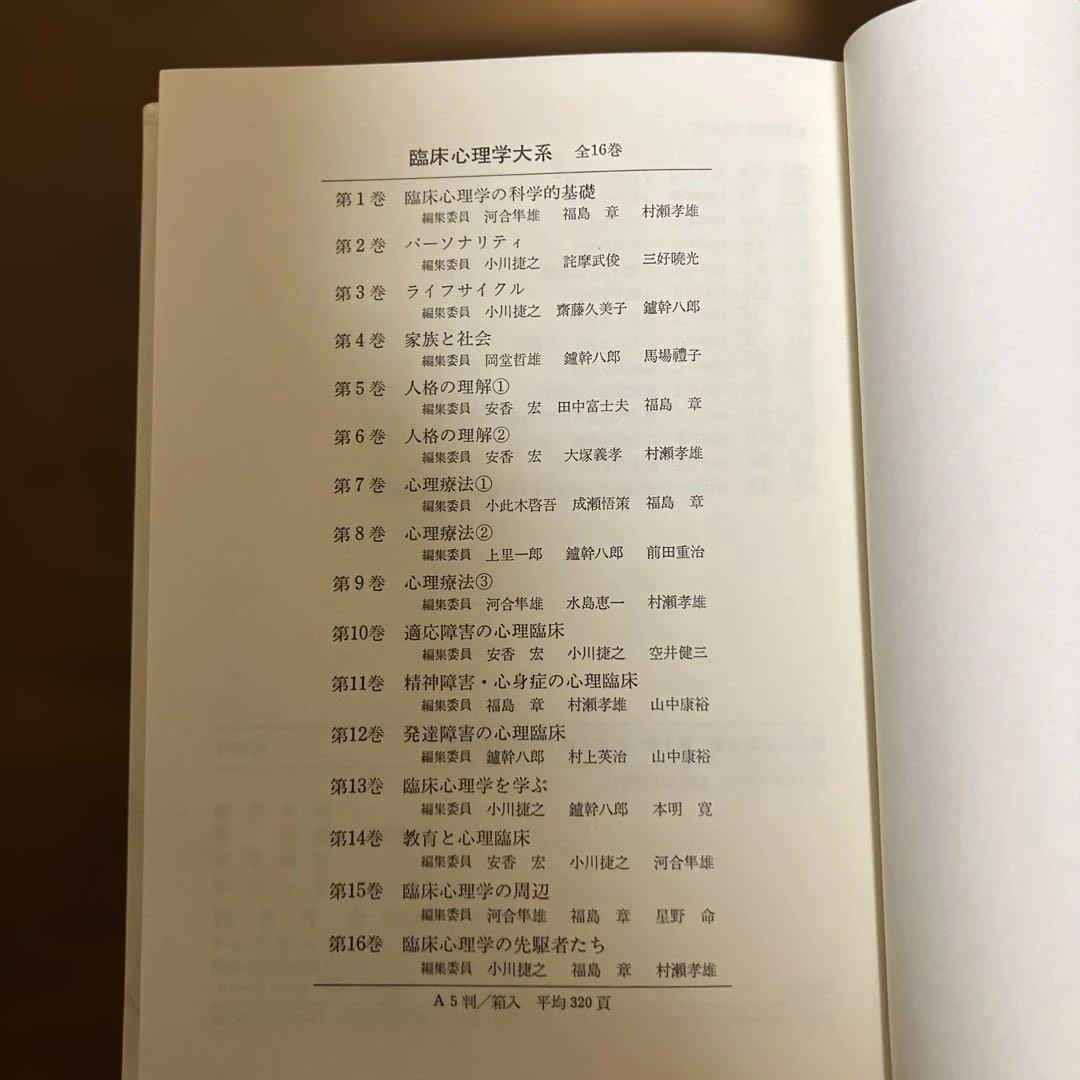 臨床心理学大系 全16巻
第1巻 臨床心理学の科学的基礎
編集委員 河合隼雄 福島 章 村瀬孝雄
第2巻 パーソナリティ
編集委員 小川捷之 詫摩武俊 三好曉光
第3巻 ライフサイクル
編集委員 小川捷之 齋藤久美子 鑪幹八郎
第4巻 家族と社会
編集委員 岡堂哲雄 鑪幹八郎 馬場禮子
第5巻 人格の理解①
編集委員 安香 宏 田中富士夫 福島 章
第6巻 人格の理解②
編集委員 安香 宏 大塚義孝 村瀬孝雄
第7巻 心理療法①
編集委員 小此木啓吾 成瀬悟策 福島 章
第8巻 心理療法②
編集委員 上里一郎 鑪幹八郎 前田重治
第9巻 心理療法③
編集委員 河合隼雄 水島恵一 村瀬孝雄
第10巻 適応障害の心理臨床
編集委員 安香 宏 小川捷之 空井健三
第11巻 精神障害・心身症の心理臨床
編集委員 福島 章 村瀬孝雄 山中康裕
第12巻 発達障害の心理臨床
編集委員 鑪幹八郎 村上英治 山中康裕
第13巻 臨床心理学を学ぶ
編集委員 小川捷之 鑪幹八郎 本明 寛
第14巻 教育と心理臨床
編集委員 安香 宏 小川捷之 河合隼雄
第15巻 臨床心理学の周辺
編集委員 河合隼雄 福島 章 星野 命
第16巻 臨床心理学の先駆者たち
編集委員 小川捷之 福島 章 村瀬孝雄
A5判／箱入 平均320頁